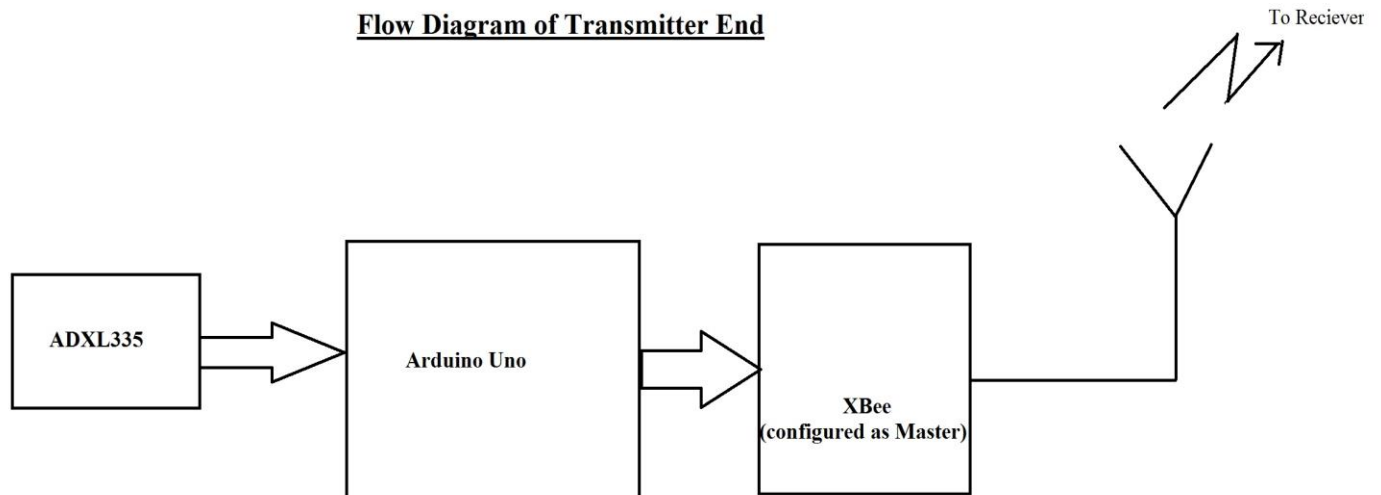 Flow Diagram of Transmitter End
To Reciever
ADXL335
Arduino Uno
XBee
(configured as Master)